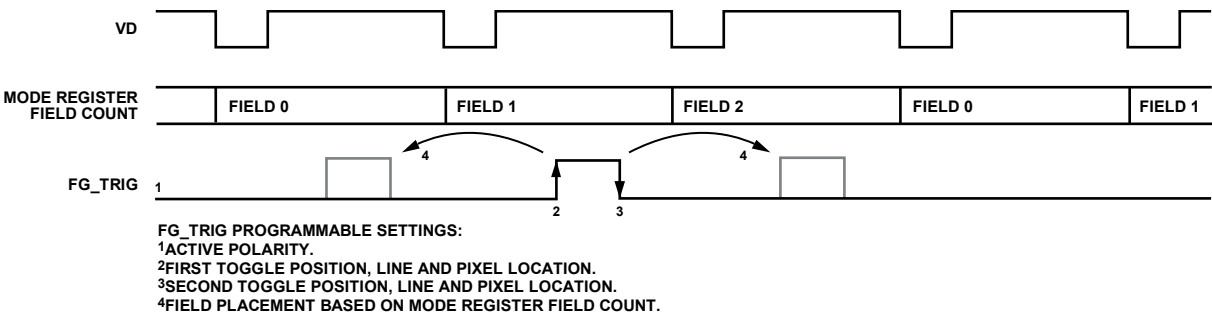 VD
MODE REGISTER
FIELD COUNT
FIELD 0 FIELD 1 FIELD 2 FIELD 0 FIELD 1
4 4
FG_TRIG 1
2 3
FG_TRIG PROGRAMMABLE SETTINGS:
1ACTIVE POLARITY.
2FIRST TOGGLE POSITION, LINE AND PIXEL LOCATION.
3SECOND TOGGLE POSITION, LINE AND PIXEL LOCATION.
4FIELD PLACEMENT BASED ON MODE REGISTER FIELD COUNT.